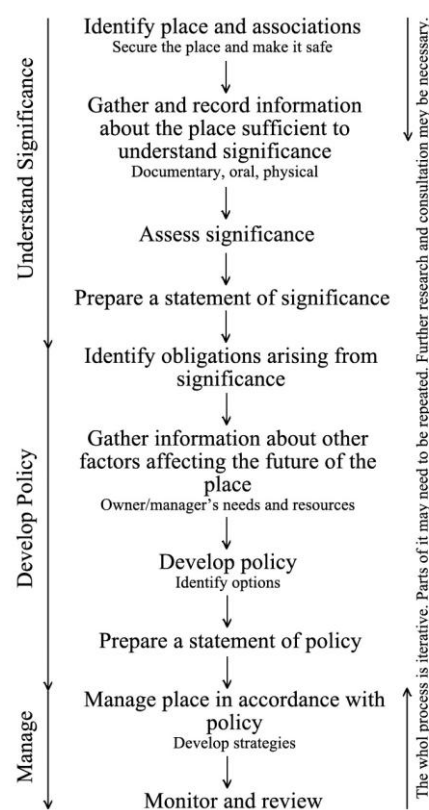 Identify place and associations
Secure the place and make it safe
Gather and record information
about the place sufficient to
understand significance
Documentary, oral, physical
Assess significance
Prepare a statement of significance
Identify obligations arising from
significance
Gather information about other
factors affecting the future of the
place
Owner/manager's needs and resources
Develop policy
Identify options
Prepare a statement of policy
Manage place in accordance with
policy
Develop strategies
Monitor and review
Understand Significance
Develop Policy
Manage
The whol process is iterative. Parts of it may need to be repeated. Further research and consultation mey be necessary.